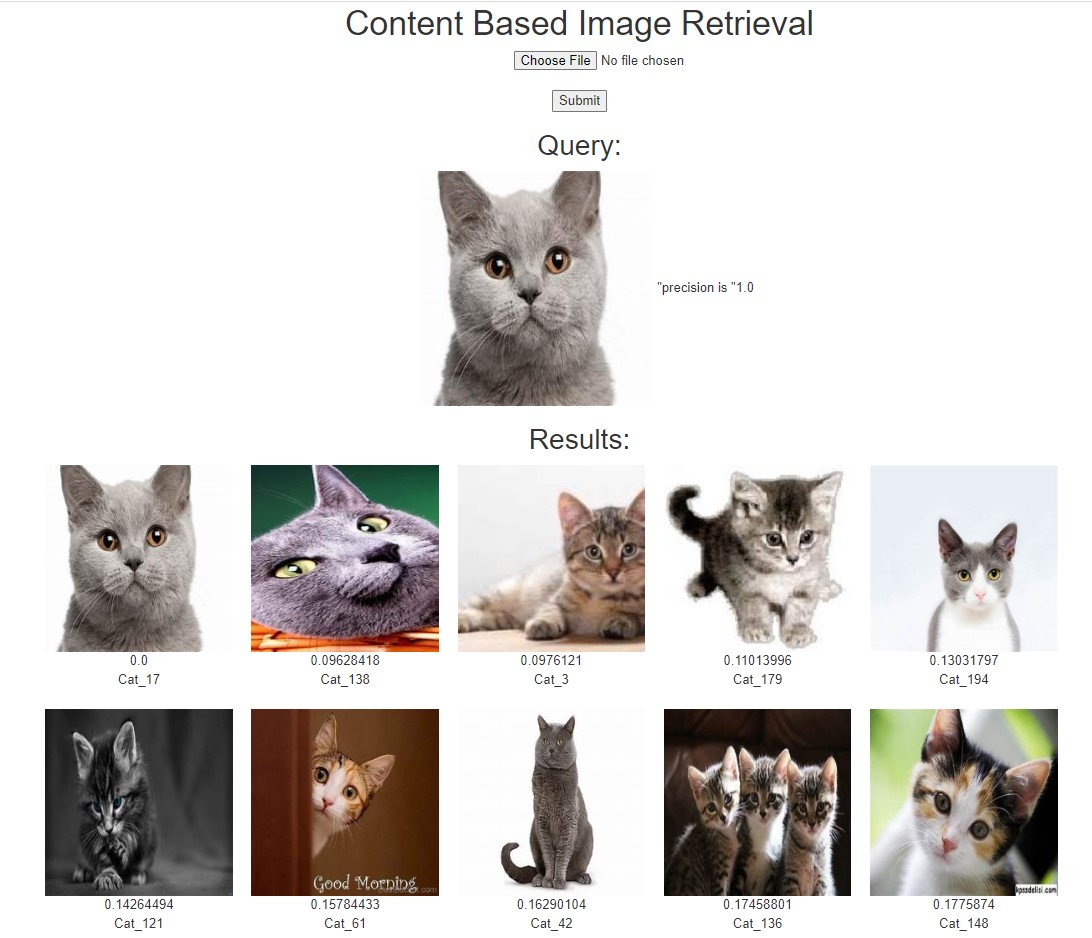 Content Based Image Retrieval
Choose File No file chosen
Submit
Query:
"precision is "1.0
Results:
0.0
Cat_17
0.09628418
Cat_138
0.0976121
Cat_3
0.11013996
Cat_179
0.13031797
Cat_194
Good Morning
0.14264494
Cat_121
0.15784433
Cat_61
0.16290104
Cat_42
0.17458801
Cat_136
kpssdelisi.com
0.1775874
Cat_148